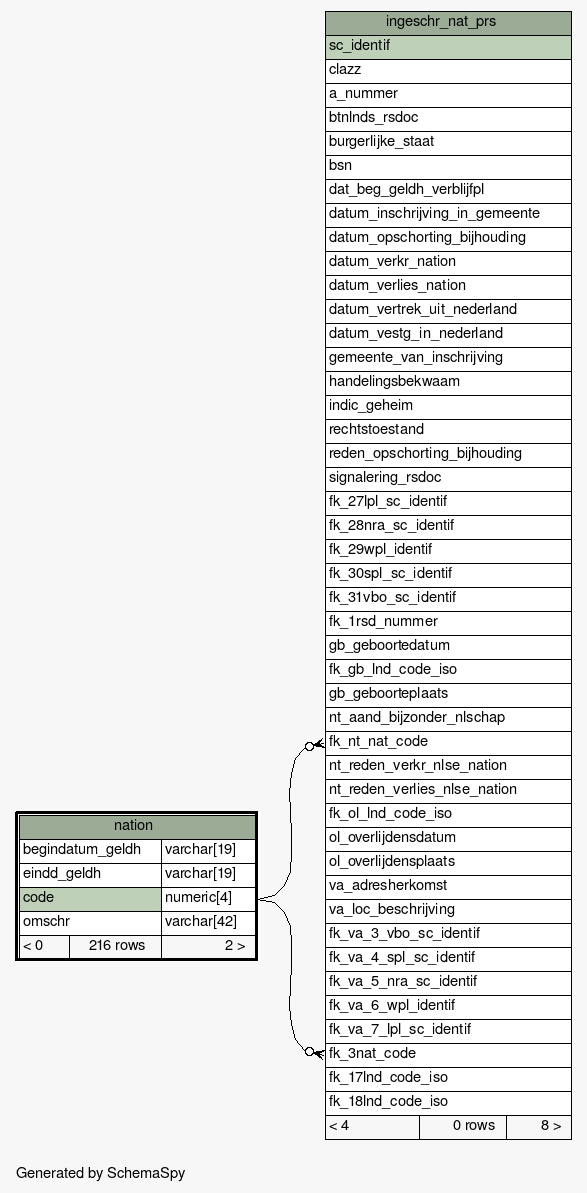 ingeschr_nat_prs
sc_identif
clazz
a_nummer
btnlnds_rsdoc
burgerlijke_staat
bsn
dat_beg_geldh_verblijfpl
datum_inschrijving_in_gemeente
datum_opschorting_bijhouding
datum_verkr_nation
datum_verlies_nation
datum_vertrek_uit_nederland
datum_vestg_in_nederland
gemeente_van_inschrijving
handelingsbekwaam
indic_geheim
rechtstoestand
reden_opschorting_bijhouding
signalering_rsdoc
fk_27lpl_sc_identif
fk_28nra_sc_identif
fk_29wpl_identif
fk_30spl_sc_identif
fk_31vbo_sc_identif
fk_1rsd_nummer
gb_geboortedatum
fk_gb_lnd_code_iso
gb_geboorteplaats
nt_aand_bijzonder_nlschap
fk_nt_nat_code
nt_reden_verkr_nlse_nation
nt_reden_verlies_nlse_nation
fk_ol_lnd_code_iso
ol_overlijdensdatum
ol_overlijdensplaats
va_adresherkomst
va_loc_beschrijving
fk_va_3_vbo_sc_identif
fk_va_4_spl_sc_identif
fk_va_5_nra_sc_identif
fk_va_6_wpl_identif
fk_va_7_lpl_sc_identif
fk_3nat_code
fk_17lnd_code_iso
fk_18lnd_code_iso
< 4 0 rows 8 >
nation
begindatum_geldh varchar[19]
eindd_geldh varchar[19]
code numeric[4]
omschr varchar[42]
< 0 216 rows 2 >
Generated by SchemaSpy